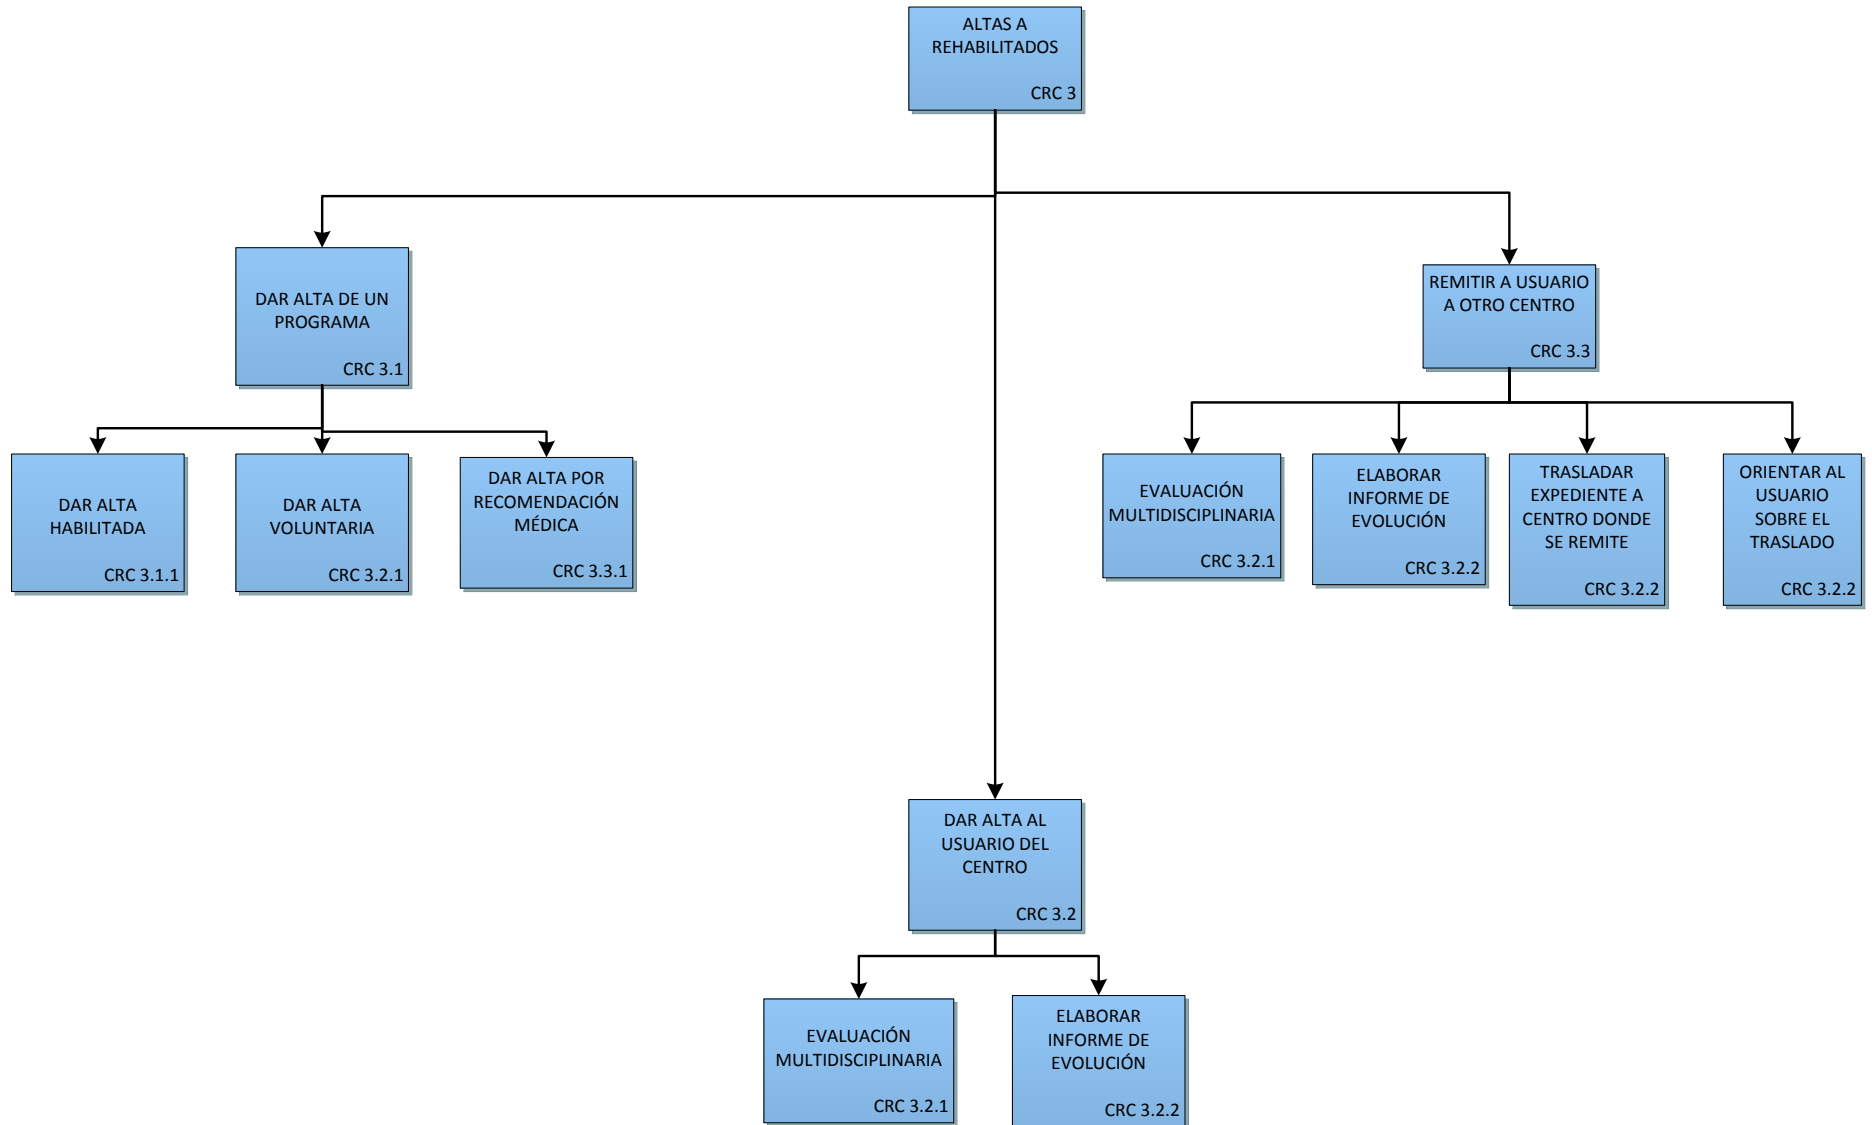 ALTAS A
REHABILITADOS
CRC 3
DAR ALTA DE UN
PROGRAMA
CRC 3.1
REMITIR A USUARIO
A OTRO CENTRO
CRC 3.3
DAR ALTA
HABILITADA
CRC 3.1.1
DAR ALTA
VOLUNTARIA
CRC 3.2.1
DAR ALTA POR
RECOMENDACIÓN
MÉDICA
CRC 3.3.1
EVALUACIÓN
MULTIDISCIPLINARIA
CRC 3.2.1
ELABORAR
INFORME DE
EVOLUCIÓN
CRC 3.2.2
TRASLADAR
EXPEDIENTE A
CENTRO DONDE
SE REMITE
CRC 3.2.2
ORIENTAR AL
USUARIO
SOBRE EL
TRASLADO
CRC 3.2.2
DAR ALTA AL
USUARIO DEL
CENTRO
CRC 3.2
EVALUACIÓN
MULTIDISCIPLINARIA
CRC 3.2.1
ELABORAR
INFORME DE
EVOLUCIÓN
CRC 3.2.2